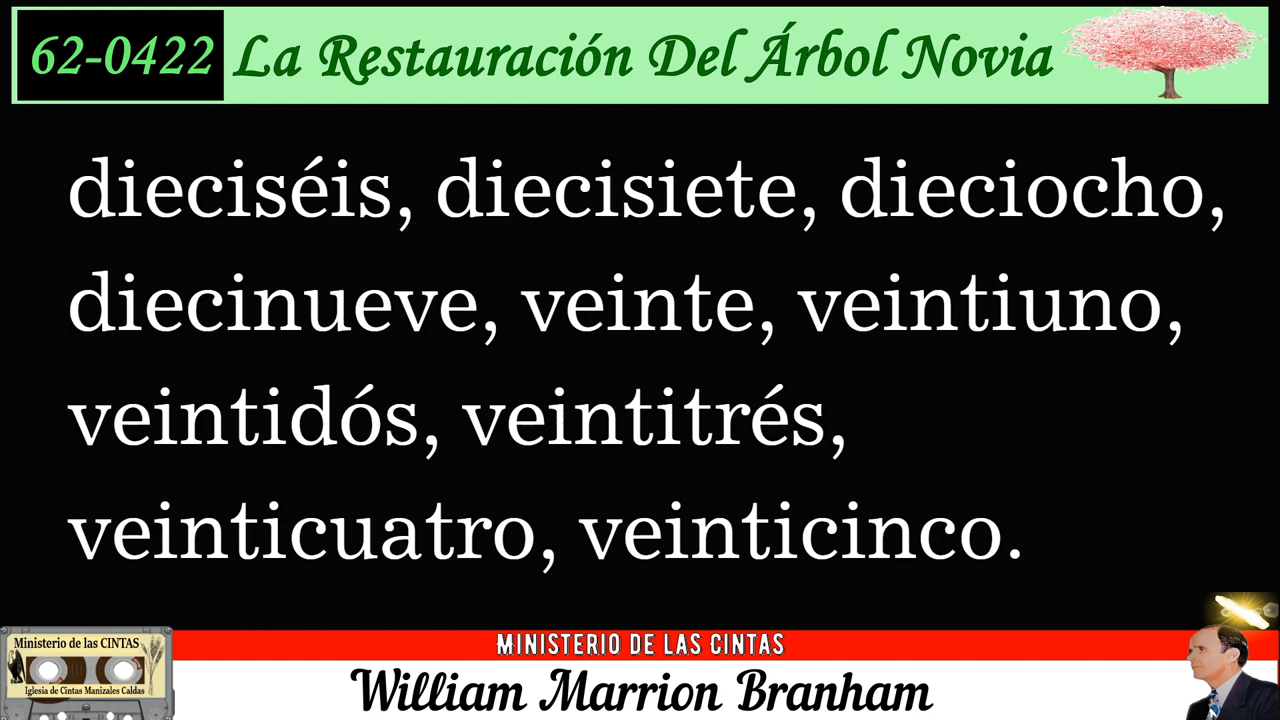 62-0422 La Restauración Del Árbol Novia
dieciséis, diecisiete, dieciocho,
diecinueve, veinte, veintiuno,
veintidós, veintitrés,
veinticuatro, veinticinco.
MINISTERIO DE LAS CINTAS
Ministerio de las CINTAS
Iglesia de Cintas Manizales Caldas
William Marrion Branham